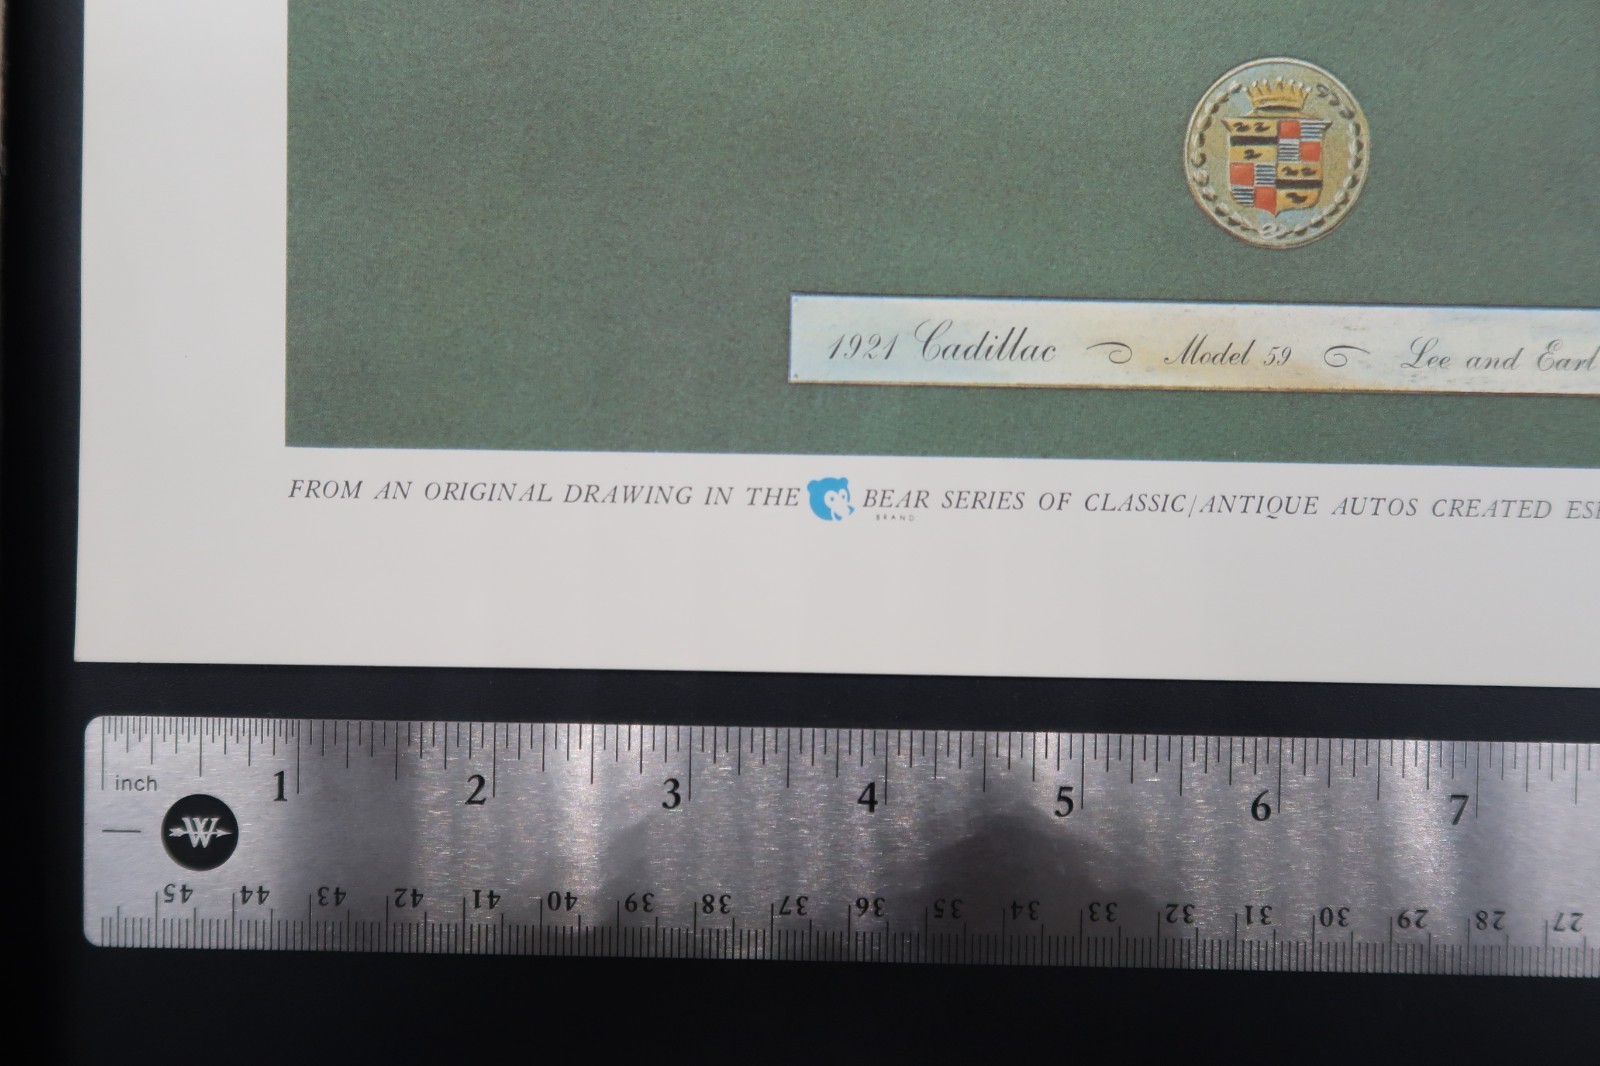 1921 Cadillac Model 59 Lee and Earl
FROM AN ORIGINAL DRAWING IN THE BEAR SERIES OF CLASSIC/ANTIQUE AUTOS CREATED
BRAND
1 2 3 4 5 6 7
inch
W
45 44 43 42 41 40 39 38 37 36 35 34 33 32 31 30 29 28 27